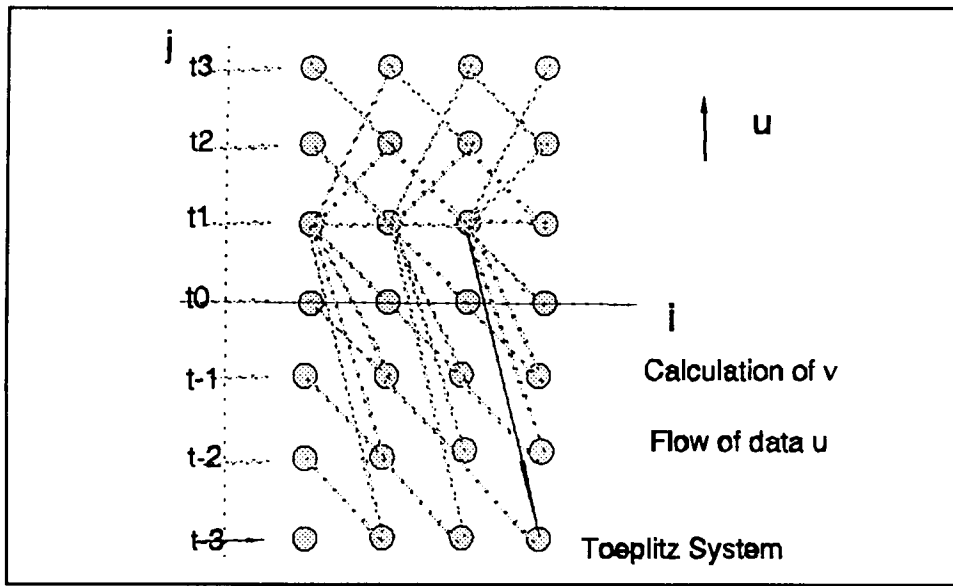 j
t3
t2
u
t1
t0
i
t-1
Calculation of v
t-2
Flow of data u
t-3
Toeplitz System